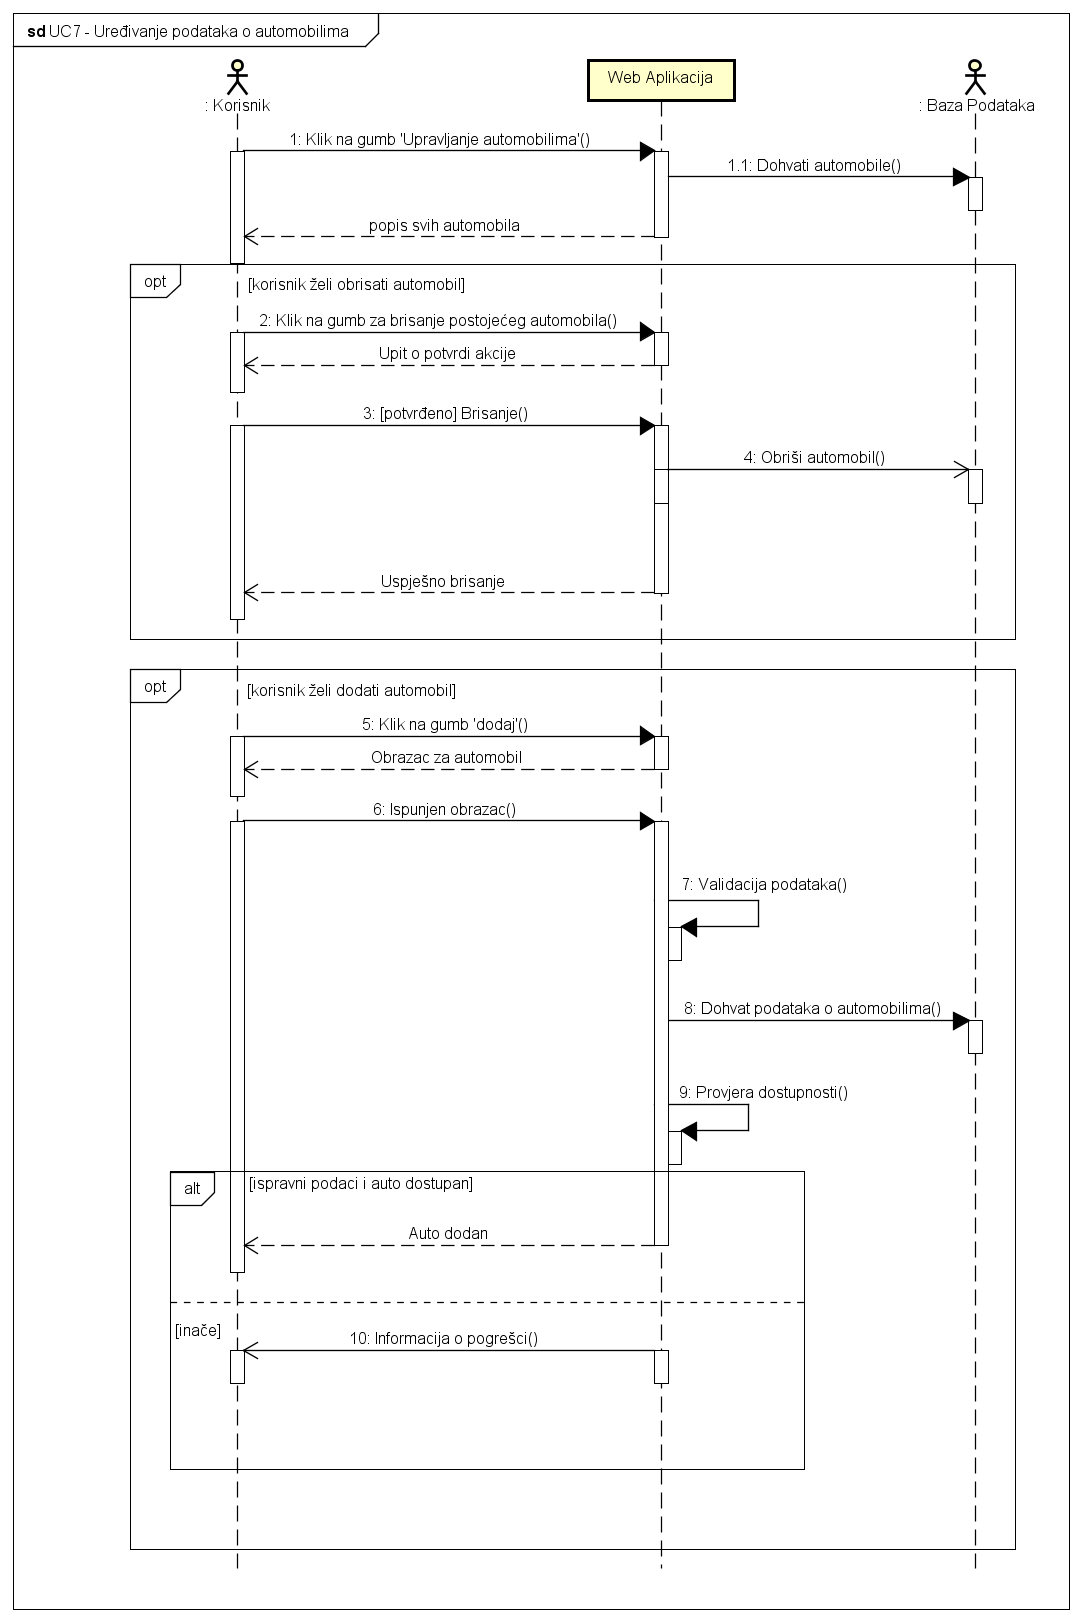 sd UC7 - Uređivanje podataka o automobilima
: Korisnik
Web Aplikacija
: Baza Podataka
1: Klik na gumb 'Upravljanje automobilima'()
1.1: Dohvati automobile()
popis svih automobila
opt
[korisnik želi obrisati automobil]
2: Klik na gumb za brisanje postojećeg automobila()
Upit o potvrdi akcije
3: [potvrđeno] Brisanje()
4: Obriši automobil()
Uspješno brisanje
opt
[korisnik želi dodati automobil]
5: Klik na gumb 'dodaj'()
Obrazac za automobil
6: Ispunjen obrazac()
7: Validacija podataka()
8: Dohvat podataka o automobilima()
9: Provjera dostupnosti()
alt
[ispravni podaci i auto dostupan]
Auto dodan
[inače]
10: Informacija o pogrešci()